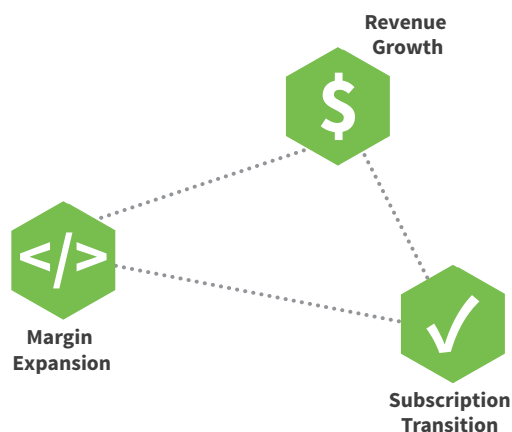 Revenue
Growth
$
</>
Margin
Expansion
✓
Subscription
Transition